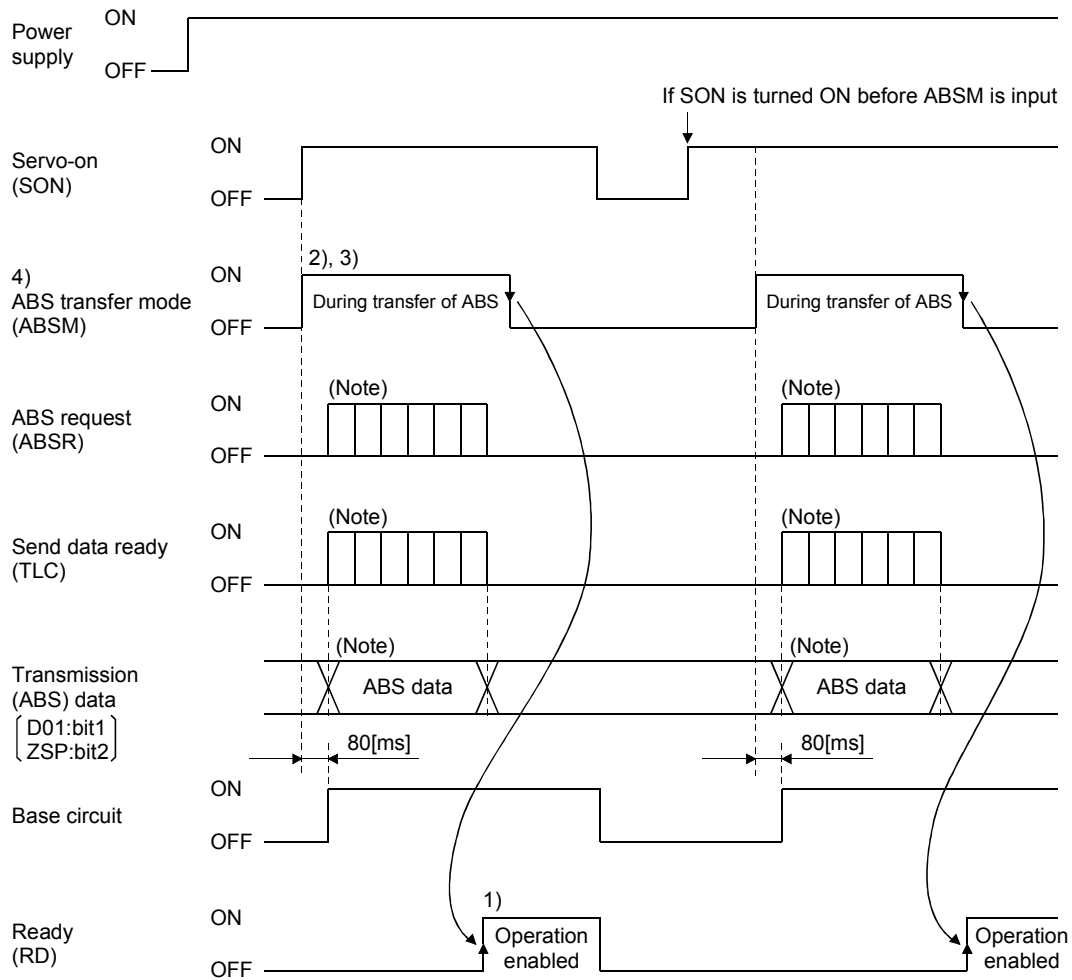 Power
supply
ON
OFF
If SON is turned ON before ABSM is input
Servo-on
(SON)
ON
OFF
4)
ABS transfer mode
(ABSM)
ON
OFF
2), 3)
During transfer of ABS
During transfer of ABS
ABS request
(ABSR)
ON
OFF
(Note)
(Note)
Send data ready
(TLC)
ON
OFF
(Note)
(Note)
Transmission
(ABS) data
D01:bit1
ZSP:bit2
(Note)
ABS data
(Note)
ABS data
80[ms]
80[ms]
Base circuit
ON
OFF
Ready
(RD)
ON
OFF
1)
Operation
enabled
Operation
enabled